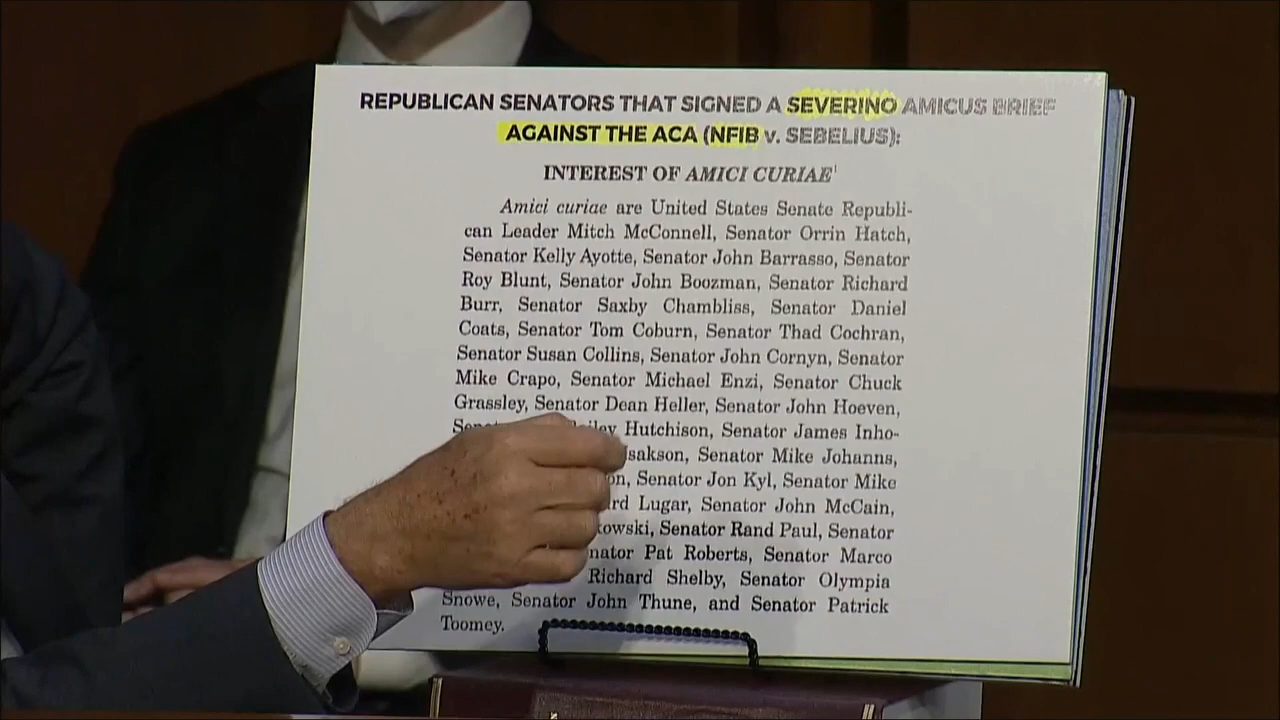 REPUBLICAN SENATORS THAT SIGNED A SEVERINO AMICUS BRIEF
AGAINST THE ACA (NFIB v. SEBELIUS):
INTEREST OF AMICI CURIAE¹
Amici curiae are United States Senate Republi-
can Leader Mitch McConnell, Senator Orrin Hatch,
Senator Kelly Ayotte, Senator John Barrasso, Senator
Roy Blunt, Senator John Boozman, Senator Richard
Burr, Senator Saxby Chambliss, Senator Daniel
Coats, Senator Tom Coburn, Senator Thad Cochran,
Senator Susan Collins, Senator John Cornyn, Senator
Mike Crapo, Senator Michael Enzi, Senator Chuck
Grassley, Senator Dean Heller, Senator John Hoeven,
Hutchison, Senator James Inho-
Isakson, Senator Mike Johanns,
Senator Jon Kyl, Senator Mike
Lugar, Senator John McCain,
Senator Rand Paul, Senator
Pat Roberts, Senator Marco
Richard Shelby, Senator Olympia
Snowe, Senator John Thune, and Senator Patrick
Toomey.